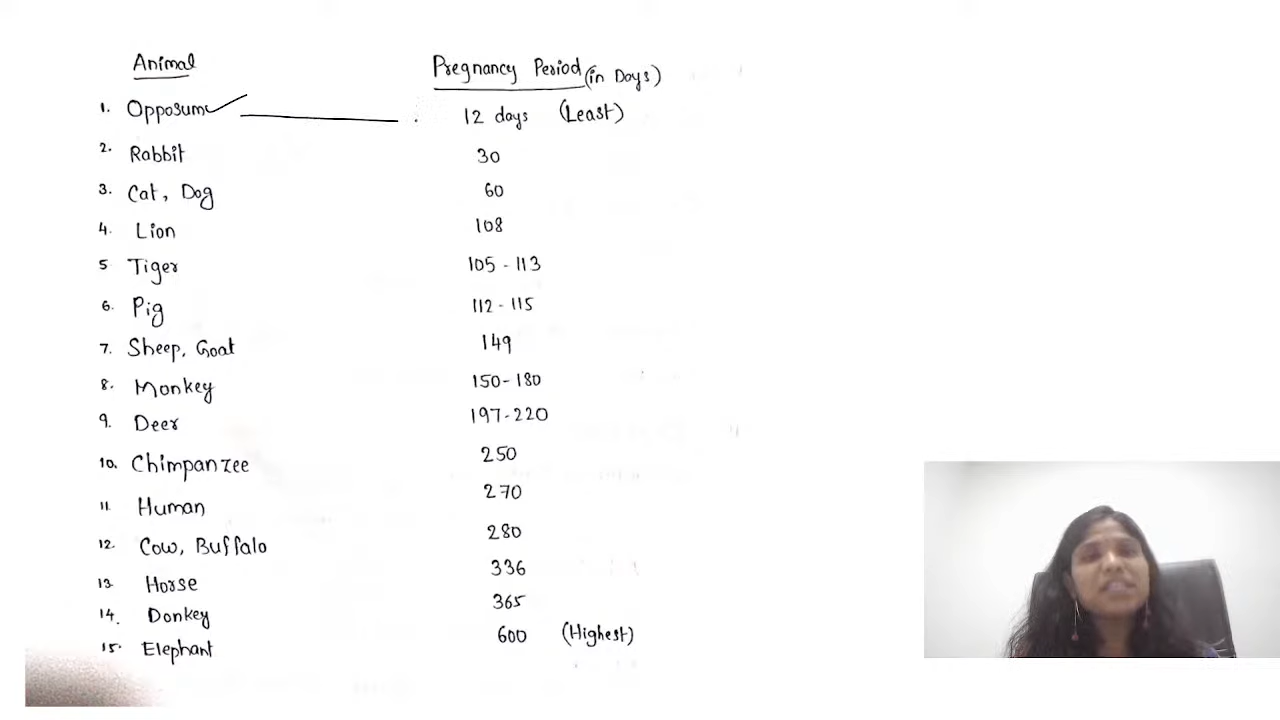 Animal Pregnancy Period (in Days)
1. Opposum 12 days (Least)
2. Rabbit 30
3. Cat, Dog 60
4. Lion 108
5 Tiger 105 - 113
6. Pig 112 - 115
7. Sheep, Goat 149
8. Monkey 150 - 180
9. Deer 197 - 220
10. Chimpanzee 250
11. Human 270
12. Cow, Buffalo 280
13. Horse 336
14. Donkey 365
15. Elephant 600 (Highest)